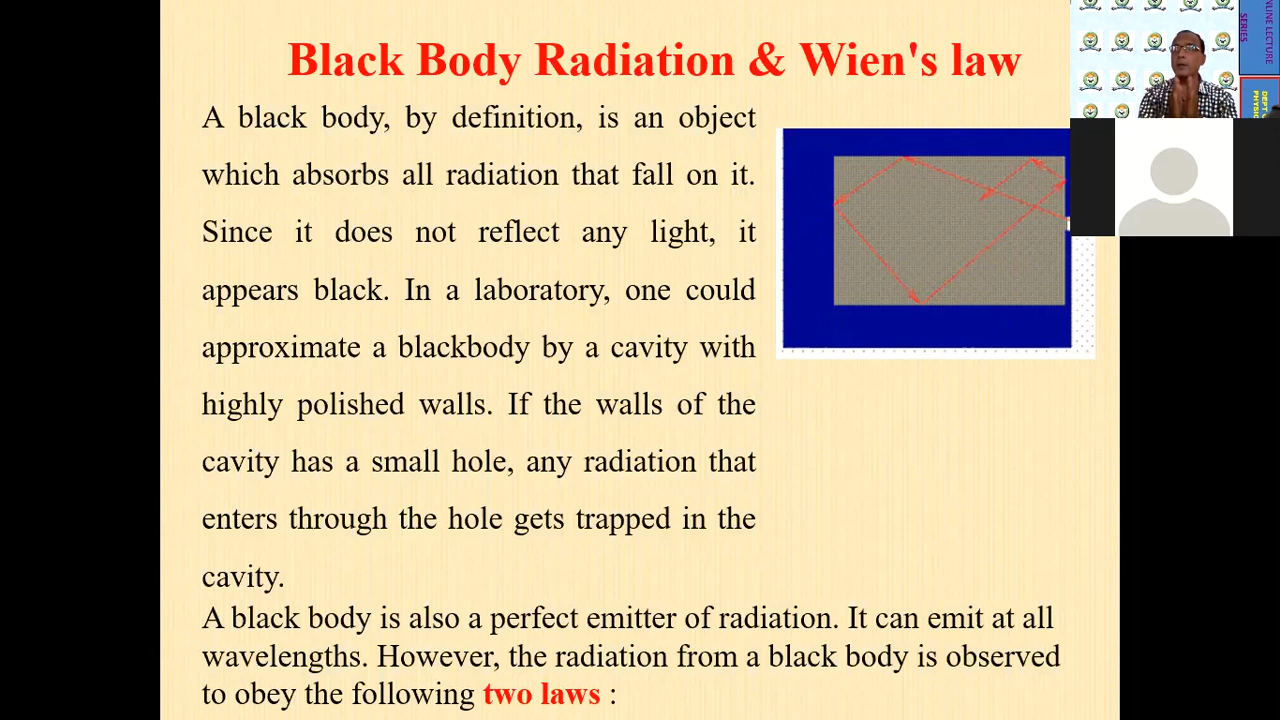 Black Body Radiation & Wien's law
A black body, by definition, is an object
which absorbs all radiation that fall on it.
Since it does not reflect any light, it
appears black. In a laboratory, one could
approximate a blackbody by a cavity with
highly polished walls. If the walls of the
cavity has a small hole, any radiation that
enters through the hole gets trapped in the
cavity.
A black body is also a perfect emitter of radiation. It can emit at all
wavelengths. However, the radiation from a black body is observed
to obey the following two laws :
LECTURE
SERIES